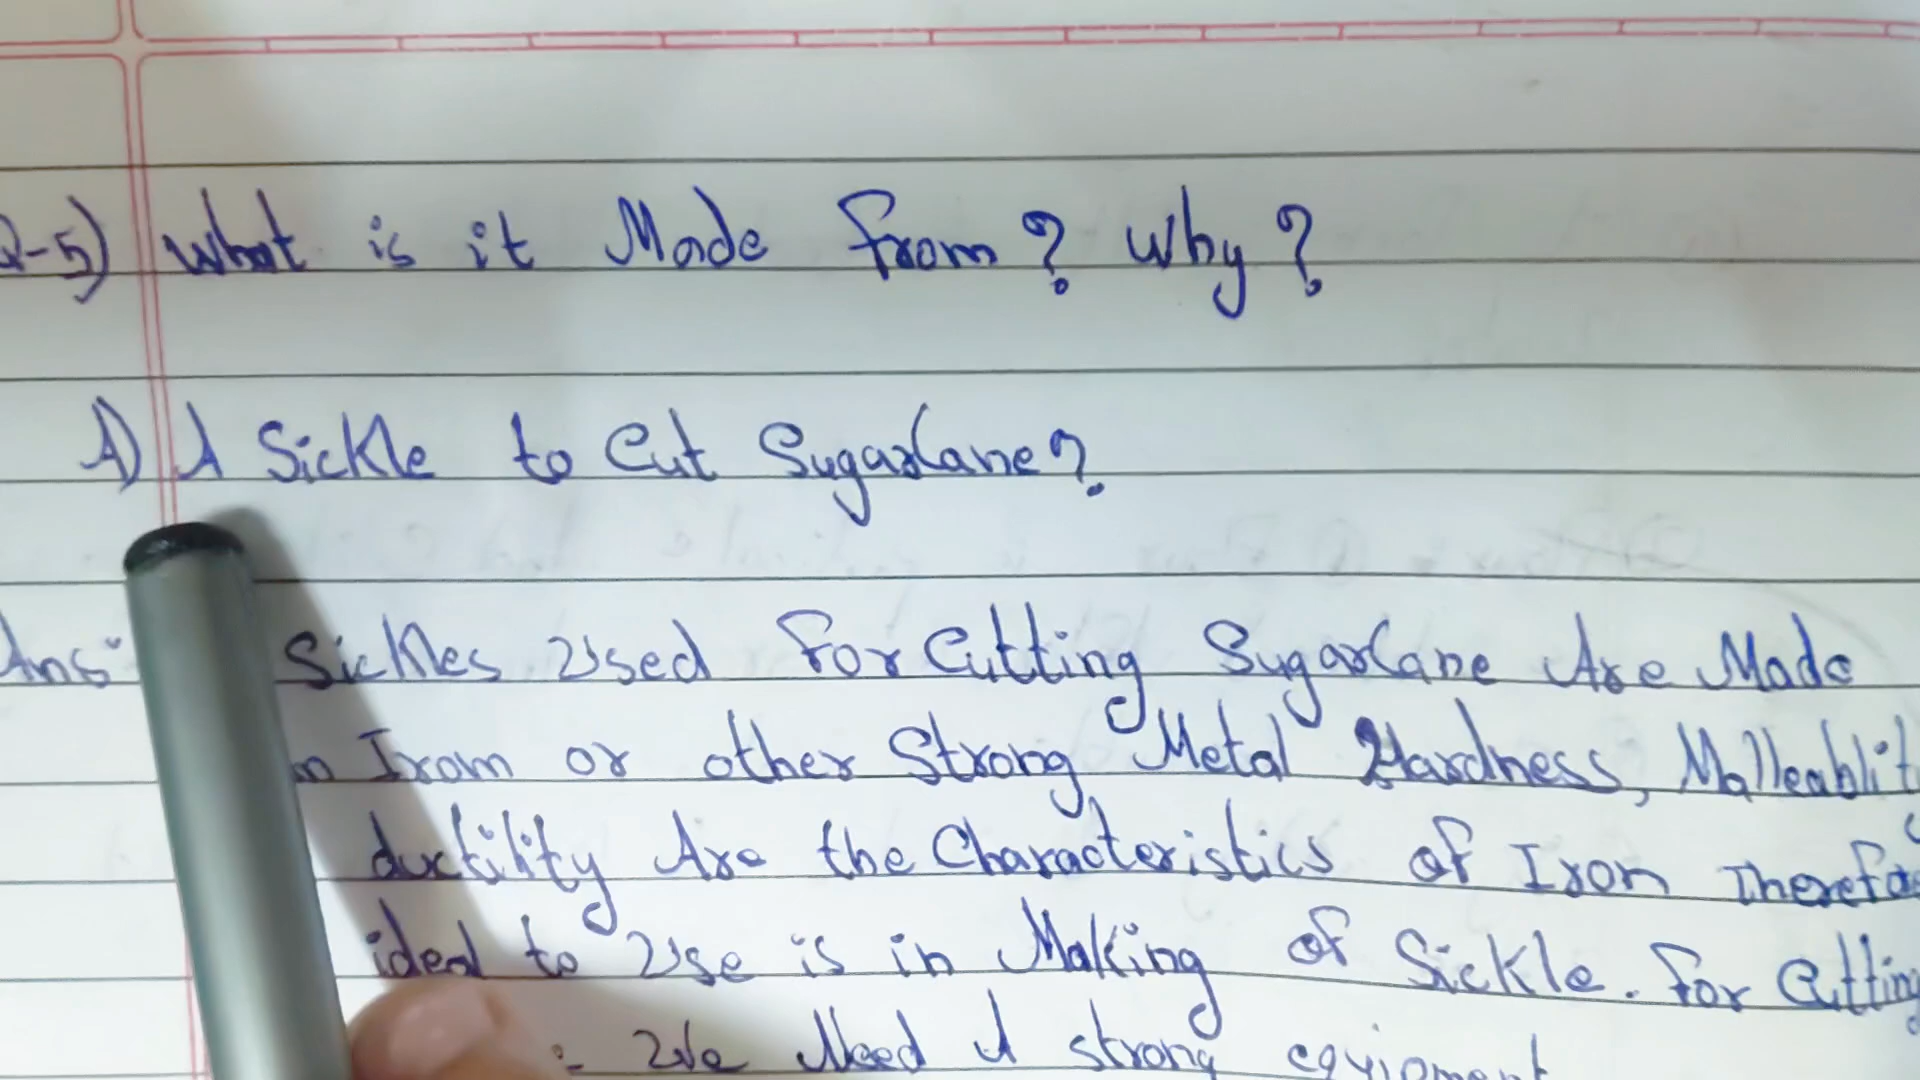 Q-5) What is it Made from? Why?
A) A Sickle to Cut Sugarcane?
Ans: Sickles Used For Cutting Sugarcane Are Made
Irom or other Strong Metal Hardness, Malleablit
ductility Are the Characteristics of Iron Therefo
ideal to Use is in Making of Sickle. For Cutting
We Need A strong equipment